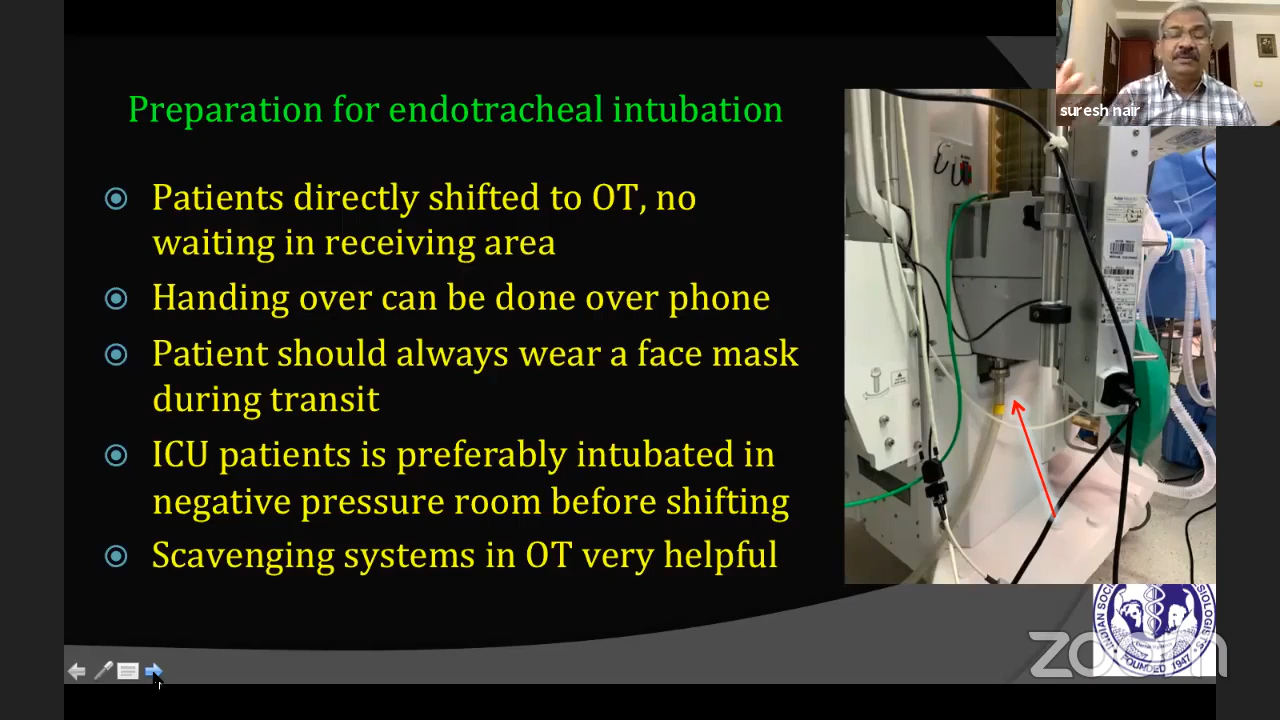 suresh nair
Preparation for endotracheal intubation
Patients directly shifted to OT, no
waiting in receiving area
Handing over can be done over phone
Patient should always wear a face mask
during transit
ICU patients is preferably intubated in
negative pressure room before shifting
Scavenging systems in OT very helpful
zoom
FOUNDED 1947